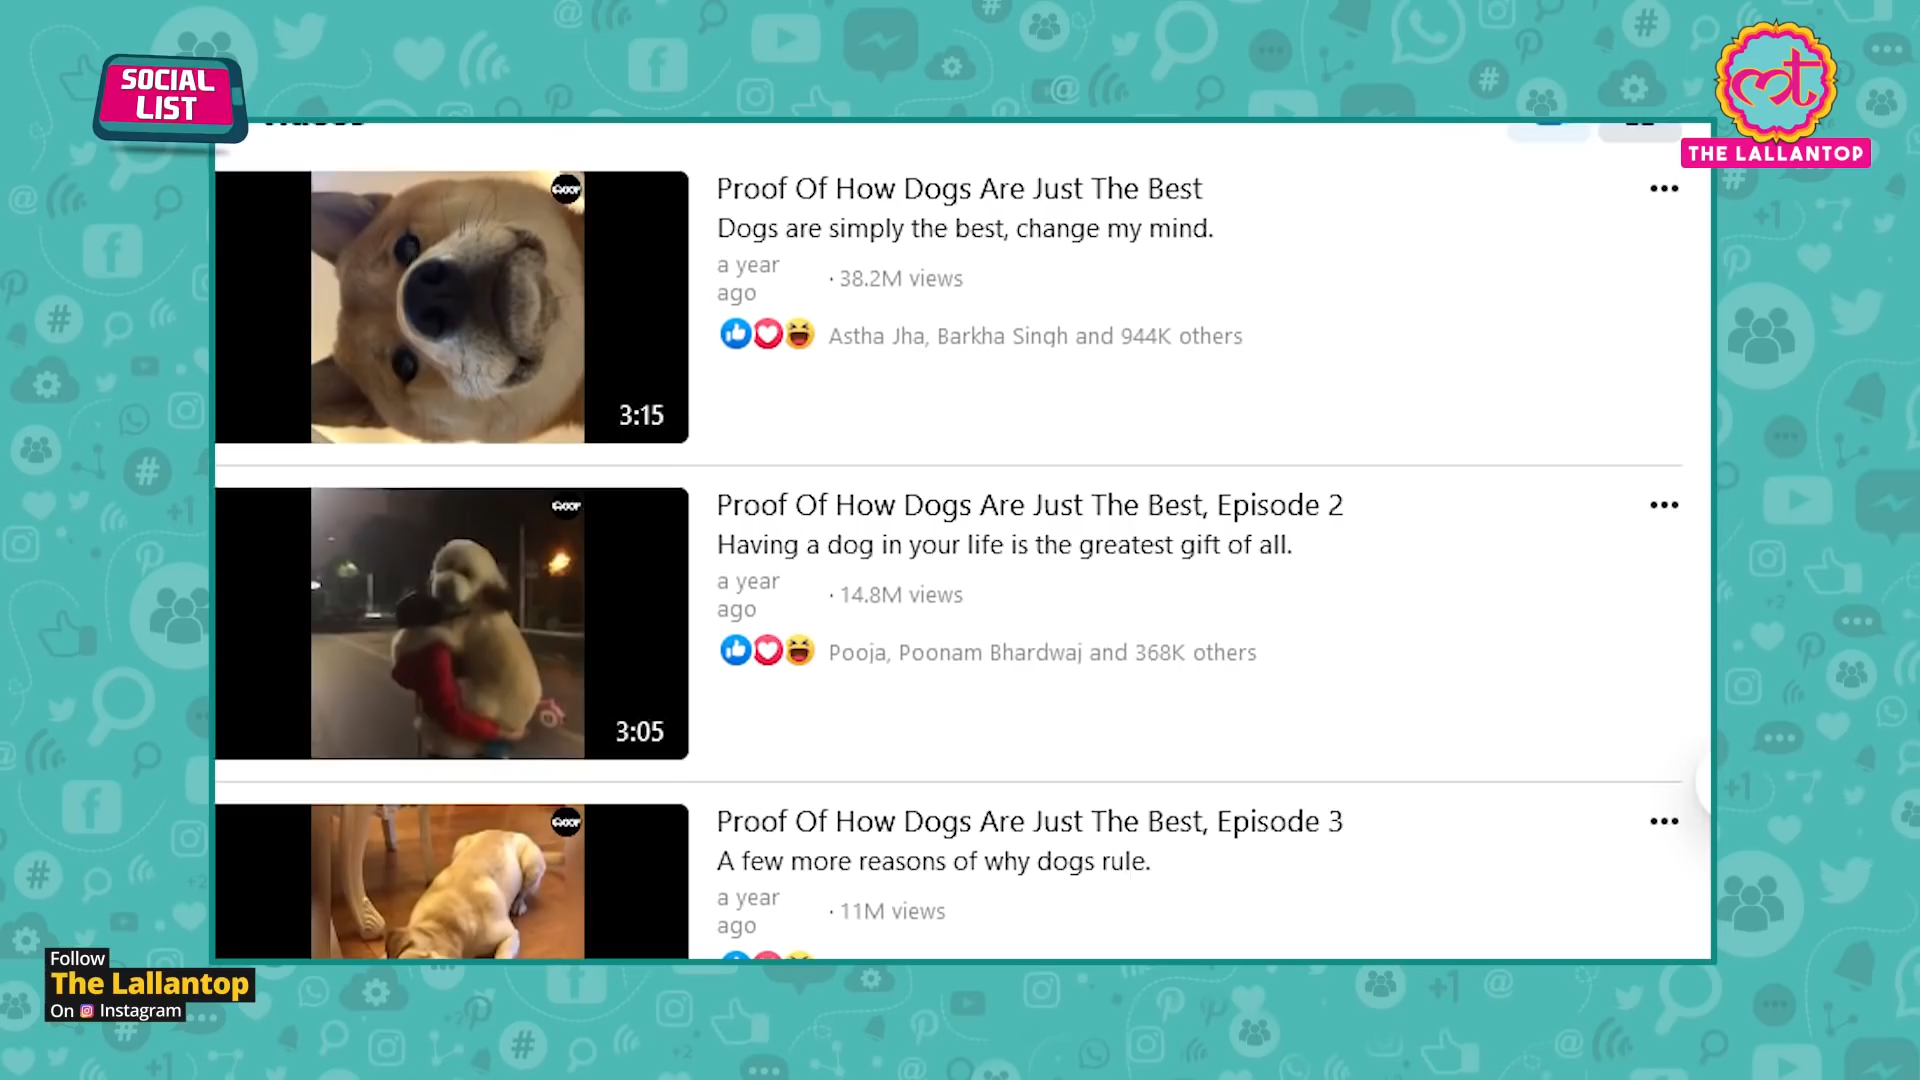 SOCIAL
LIST
THE LALLANTOP
Proof Of How Dogs Are Just The Best
Dogs are simply the best, change my mind.
a year
ago
· 38.2M views
Astha Jha, Barkha Singh and 944K others
3:15
Proof Of How Dogs Are Just The Best, Episode 2
Having a dog in your life is the greatest gift of all.
a year
ago
· 14.8M views
Pooja, Poonam Bhardwaj and 368K others
3:05
Proof Of How Dogs Are Just The Best, Episode 3
A few more reasons of why dogs rule.
a year
ago
· 11M views
Follow
The Lallantop
On Instagram